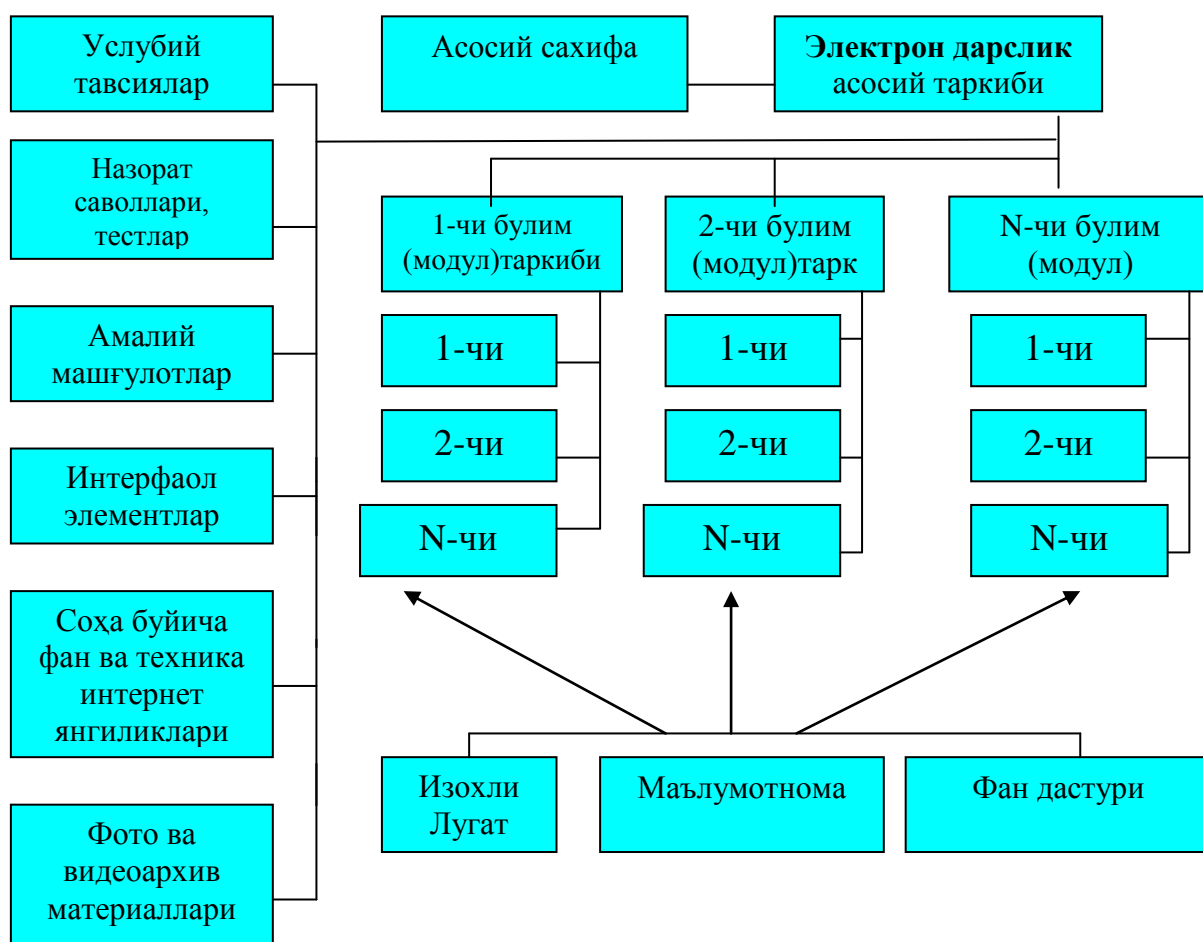 Услубий
тавсиялар
Асосий сахифа
Электрон дарслик
асосий таркиби
Назорат
саволлари,
тестлар
Амалий
машғулотлар
Интерфаол
элементлар
Соҳа буйича
фан ва техника
интернет
янгиликлари
Фото ва
видеоархив
материаллари
1-чи булим
(модул)таркиби
1-чи
2-чи
N-чи
2-чи булим
(модул)тарк
1-чи
2-чи
N-чи
N-чи булим
(модул)
1-чи
2-чи
N-чи
Изохли
Лугат
Маълумотнома
Фан дастури